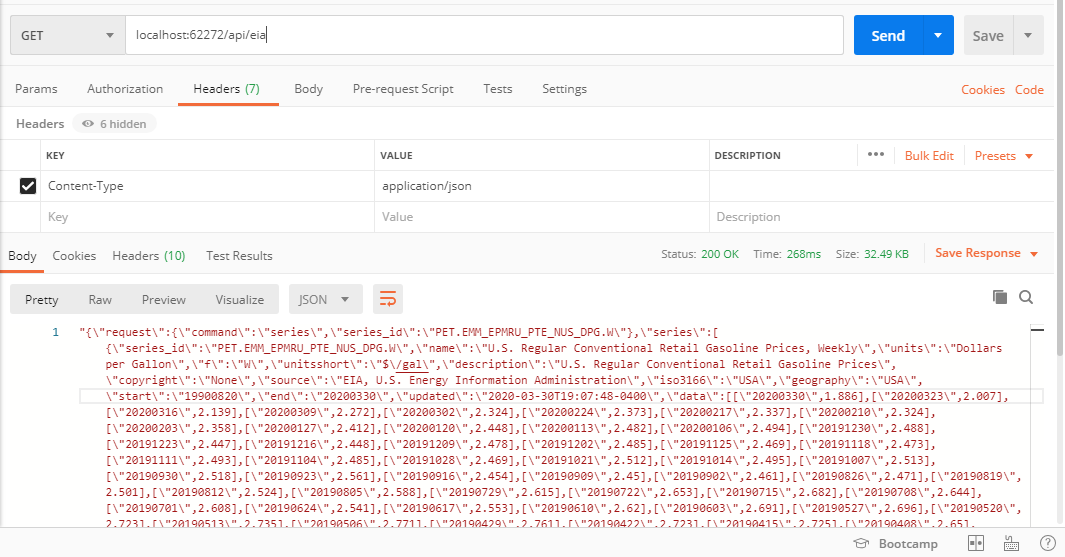 GET localhost:62272/api/eia Send Save
Params Authorization Headers (7) Body Pre-request Script Tests Settings Cookies Code
Headers 6 hidden
KEY VALUE DESCRIPTION ••• Bulk Edit Presets
Content-Type application/json
Key Value Description
Body Cookies Headers (10) Test Results Status: 200 OK Time: 268ms Size: 32.49 KB Save Response
Pretty Raw Preview Visualize JSON
1 "{\"request\":{\"command\":\"series\",\"series_id\":\"PET.EMM_EPMRU_PTE_NUS_DPG.W\"},\"series\":[
{\"series_id\":\"PET.EMM_EPMRU_PTE_NUS_DPG.W\",\"name\":\"U.S. Regular Conventional Retail Gasoline Prices, Weekly\",\"units\":\"Dollars
per Gallon\",\"f\":\"W\",\"unitsshort\":\"$\/gal\",\"description\":\"U.S. Regular Conventional Retail Gasoline Prices\",
\"copyright\":\"None\",\"source\":\"EIA, U.S. Energy Information Administration\",\"iso3166\":\"USA\",\"geography\":\"USA\",
\"start\":\"19900820\",\"end\":\"20200330\",\"updated\":\"2020-03-30T19:07:48-0400\",\"data\":[[\"20200330\",1.886],[\"20200323\",2.007],
[\"20200316\",2.139],[\"20200309\",2.272],[\"20200302\",2.324],[\"20200224\",2.373],[\"20200217\",2.337],[\"20200210\",2.324],
[\"20200203\",2.358],[\"20200127\",2.412],[\"20200120\",2.448],[\"20200113\",2.482],[\"20200106\",2.494],[\"20191230\",2.488],
[\"20191223\",2.447],[\"20191216\",2.448],[\"20191209\",2.478],[\"20191202\",2.485],[\"20191125\",2.469],[\"20191118\",2.473],
[\"20191111\",2.493],[\"20191104\",2.485],[\"20191028\",2.469],[\"20191021\",2.512],[\"20191014\",2.495],[\"20191007\",2.513],
[\"20190930\",2.518],[\"20190923\",2.561],[\"20190916\",2.454],[\"20190909\",2.45],[\"20190902\",2.461],[\"20190826\",2.471],[\"20190819\",
2.501],[\"20190812\",2.524],[\"20190805\",2.588],[\"20190729\",2.615],[\"20190722\",2.653],[\"20190715\",2.682],[\"20190708\",2.644],
[\"20190701\",2.608],[\"20190624\",2.541],[\"20190617\",2.553],[\"20190610\",2.62],[\"20190603\",2.691],[\"20190527\",2.696],[\"20190520\",
2.723],[\"20190513\",2.735],[\"20190506\",2.771],[\"20190429\",2.761],[\"20190422\",2.723],[\"20190415\",2.725],[\"20190408\",2.65],
Bootcamp